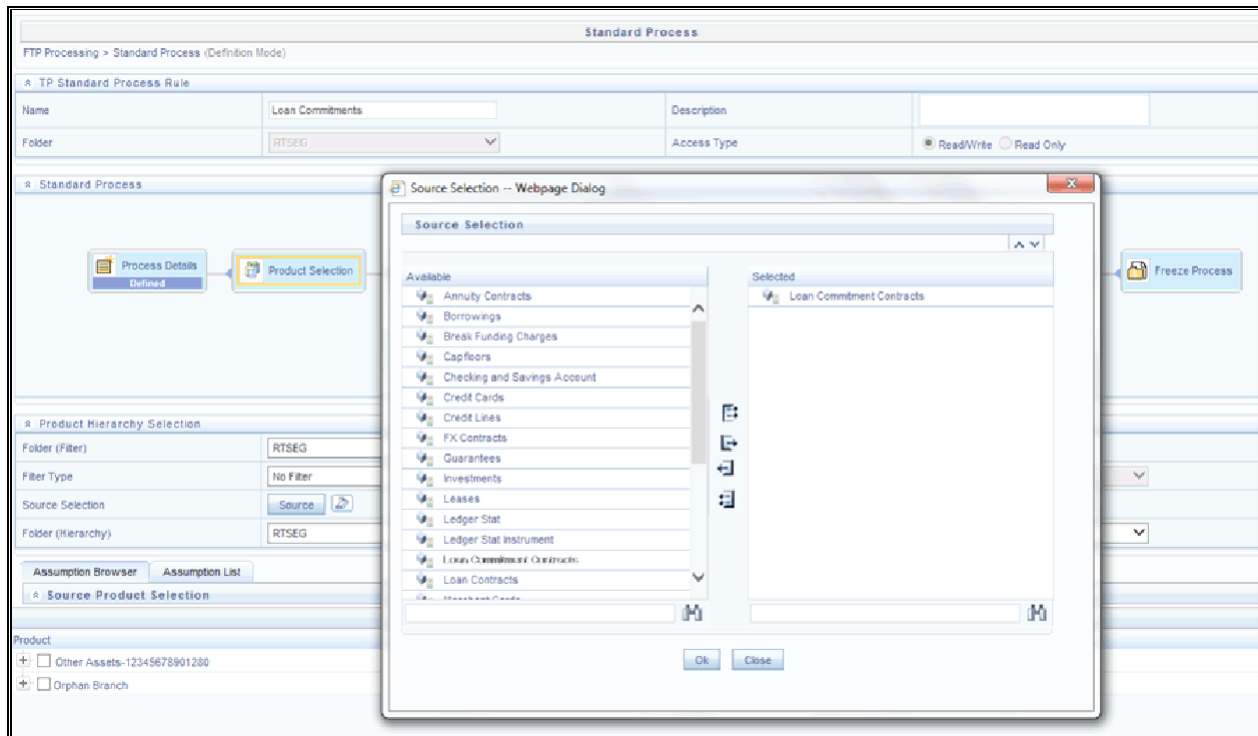 Standard Process
FTP Processing > Standard Process (Definition Mode)
TP Standard Process Rule
Name
Loan Commitments
Description
Folder
RTSEG
Access Type
Read/Write
Read Only
Standard Process
Process Details
Defined
Product Selection
Freeze Process
Source Selection -- Webpage Dialog
x
Source Selection
Available
Annuity Contracts
Borrowings
Break Funding Charges
Capfloors
Checking and Savings Account
Credit Cards
Credit Lines
FX Contracts
Guarantees
Investments
Leases
Ledger Stat
Ledger Stat Instrument
Loan Commitment Contracts
Loan Contracts
Merchant Cards
Selected
Loan Commitment Contracts
Ok
Close
Product Hierarchy Selection
Folder (Filter)
RTSEG
Filter Type
No Filter
Source Selection
Source
Folder (Hierarchy)
RTSEG
Assumption Browser
Assumption List
Source Product Selection
Product
Other Assets-12345678901280
Orphan Branch